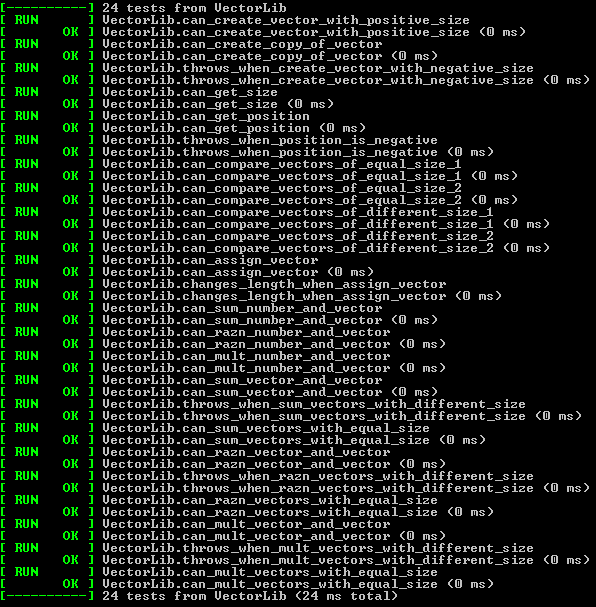 [----------] 24 tests from VectorLib
[ RUN      ] VectorLib.can_create_vector_with_positive_size
[       OK ] VectorLib.can_create_vector_with_positive_size (0 ms)
[ RUN      ] VectorLib.can_create_copy_of_vector
[       OK ] VectorLib.can_create_copy_of_vector (0 ms)
[ RUN      ] VectorLib.throws_when_create_vector_with_negative_size
[       OK ] VectorLib.throws_when_create_vector_with_negative_size (0 ms)
[ RUN      ] VectorLib.can_get_size
[       OK ] VectorLib.can_get_size (0 ms)
[ RUN      ] VectorLib.can_get_position
[       OK ] VectorLib.can_get_position (0 ms)
[ RUN      ] VectorLib.throws_when_position_is_negative
[       OK ] VectorLib.throws_when_position_is_negative (0 ms)
[ RUN      ] VectorLib.can_compare_vectors_of_equal_size_1
[       OK ] VectorLib.can_compare_vectors_of_equal_size_1 (0 ms)
[ RUN      ] VectorLib.can_compare_vectors_of_equal_size_2
[       OK ] VectorLib.can_compare_vectors_of_equal_size_2 (0 ms)
[ RUN      ] VectorLib.can_compare_vectors_of_different_size_1
[       OK ] VectorLib.can_compare_vectors_of_different_size_1 (0 ms)
[ RUN      ] VectorLib.can_compare_vectors_of_different_size_2
[       OK ] VectorLib.can_compare_vectors_of_different_size_2 (0 ms)
[ RUN      ] VectorLib.can_assign_vector
[       OK ] VectorLib.can_assign_vector (0 ms)
[ RUN      ] VectorLib.changes_length_when_assign_vector
[       OK ] VectorLib.changes_length_when_assign_vector (0 ms)
[ RUN      ] VectorLib.can_sum_number_and_vector
[       OK ] VectorLib.can_sum_number_and_vector (0 ms)
[ RUN      ] VectorLib.can_razn_number_and_vector
[       OK ] VectorLib.can_razn_number_and_vector (0 ms)
[ RUN      ] VectorLib.can_mult_number_and_vector
[       OK ] VectorLib.can_mult_number_and_vector (0 ms)
[ RUN      ] VectorLib.can_sum_vector_and_vector
[       OK ] VectorLib.can_sum_vector_and_vector (0 ms)
[ RUN      ] VectorLib.throws_when_sum_vectors_with_different_size
[       OK ] VectorLib.throws_when_sum_vectors_with_different_size (0 ms)
[ RUN      ] VectorLib.can_sum_vectors_with_equal_size
[       OK ] VectorLib.can_sum_vectors_with_equal_size (0 ms)
[ RUN      ] VectorLib.can_razn_vector_and_vector
[       OK ] VectorLib.can_razn_vector_and_vector (0 ms)
[ RUN      ] VectorLib.throws_when_razn_vectors_with_different_size
[       OK ] VectorLib.throws_when_razn_vectors_with_different_size (0 ms)
[ RUN      ] VectorLib.can_razn_vectors_with_equal_size
[       OK ] VectorLib.can_razn_vectors_with_equal_size (0 ms)
[ RUN      ] VectorLib.can_mult_vector_and_vector
[       OK ] VectorLib.can_mult_vector_and_vector (0 ms)
[ RUN      ] VectorLib.throws_when_mult_vectors_with_different_size
[       OK ] VectorLib.throws_when_mult_vectors_with_different_size (0 ms)
[ RUN      ] VectorLib.can_mult_vectors_with_equal_size
[       OK ] VectorLib.can_mult_vectors_with_equal_size (0 ms)
[----------] 24 tests from VectorLib (24 ms total)